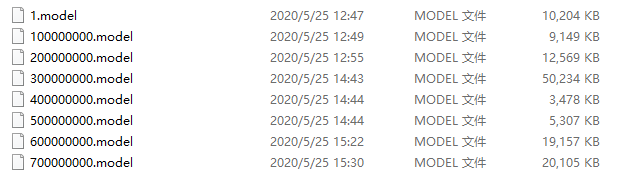 1.model 2020/5/25 12:47 MODEL 文件 10,204 KB
100000000.model 2020/5/25 12:49 MODEL 文件 9,149 KB
200000000.model 2020/5/25 12:55 MODEL 文件 12,569 KB
300000000.model 2020/5/25 14:43 MODEL 文件 50,234 KB
400000000.model 2020/5/25 14:44 MODEL 文件 3,478 KB
500000000.model 2020/5/25 14:44 MODEL 文件 5,307 KB
600000000.model 2020/5/25 15:22 MODEL 文件 19,157 KB
700000000.model 2020/5/25 15:30 MODEL 文件 20,105 KB